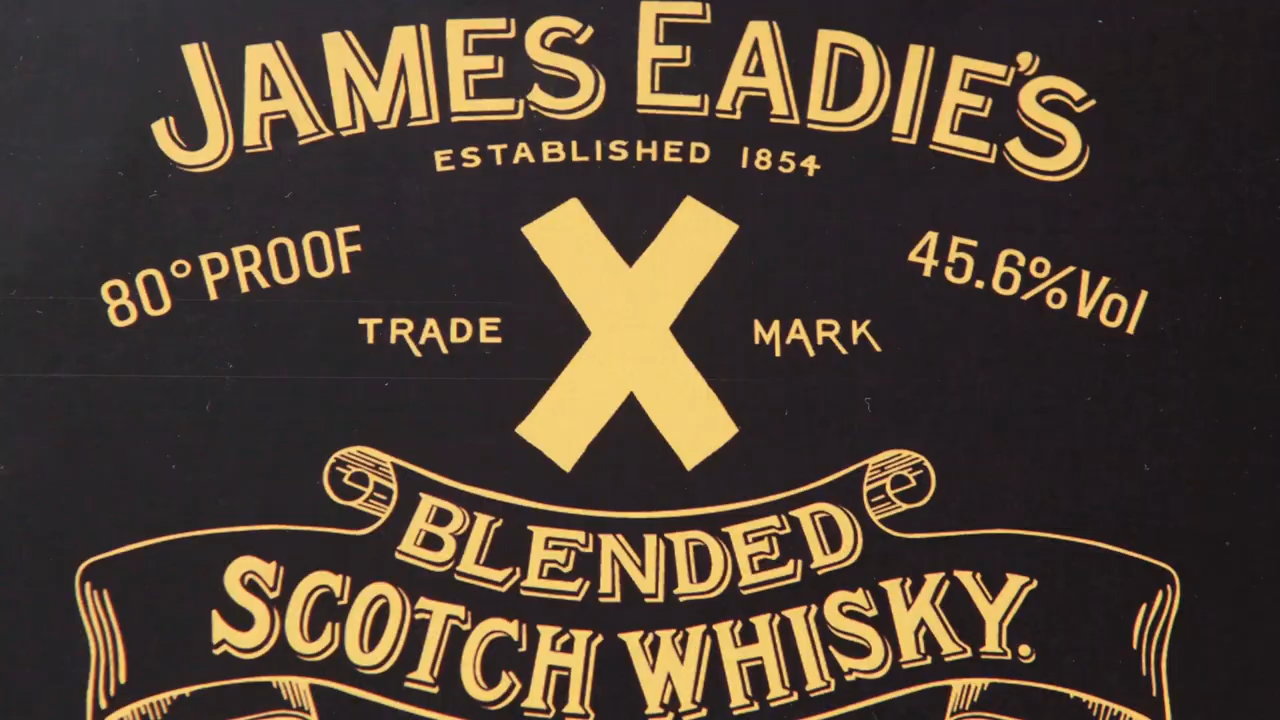 JAMES EADIE'S
ESTABLISHED 1854
80°PROOF
45.6%Vol
TRADE X MARK
BLENDED
SCOTCH WHISKY.